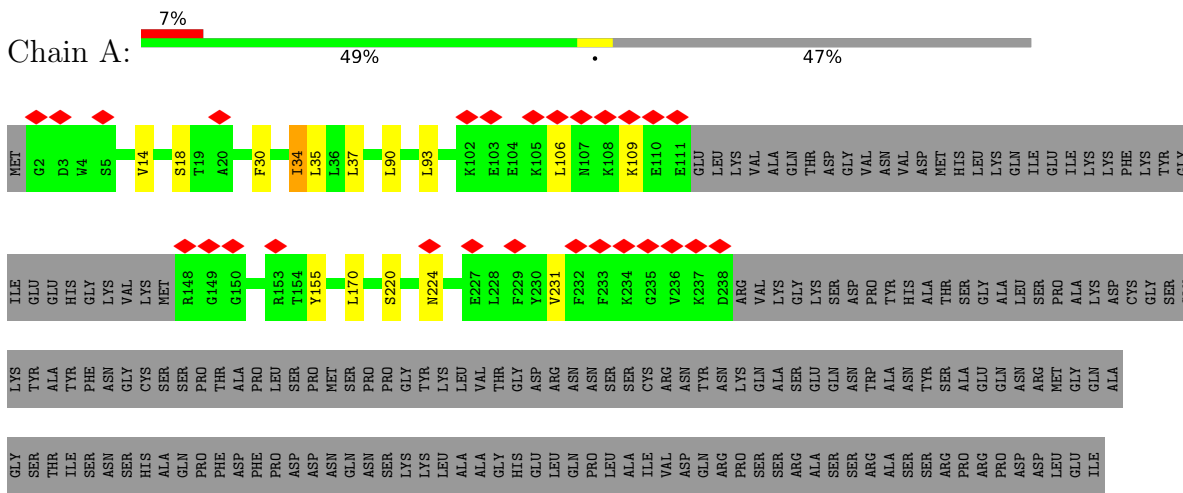 7%
Chain A:
49% • 47%
MET G2 D3 W4 S5 V14 S18 T19 A20 F30 I34 L35 L36 L37 L90 L93 K102 E103 E104 K105 L106 N107 K108 K109 E110 E111 GLU LEU LYS VAL ALA GLN THR ASP GLY VAL ASN VAL ASP MET HIS LEU LYS GLN ILE GLU ILE LYS LYS PHE LYS TYR GLY
ILE GLU GLU HIS GLY LYS VAL LYS MET R148 G149 G150 R153 T154 Y155 L170 S220 N224 E227 L228 F229 Y230 V231 F232 F233 K234 G235 V236 K237 D238 ARG VAL LYS GLY LYS SER ASP PRO TYR HIS ALA THR SER GLY ALA LEU SER PRO ALA LYS ASP CYS GLY SER
LYS TYR ALA TYR PHE ASN GLY CYS SER SER PRO THR ALA PRO LEU SER PRO MET SER PRO PRO GLY TYR LYS LEU VAL THR GLY ASP ARG ASN ASN SER SER CYS ARG ASN TYR ASN LYS GLN ALA SER GLU GLN ASN TRP ALA ASN TYR SER ALA GLU GLN ASN ARG MET GLY GLN ALA
GLY SER THR ILE SER ASN SER HIS ALA GLN PRO PHE ASP PHE PRO ASP ASP ASN GLN ASN SER LYS LYS LEU ALA ALA GLY HIS GLU LEU GLN PRO LEU ALA ILE VAL ASP GLN ARG PRO SER SER ARG ALA SER SER ARG ALA SER SER ARG PRO ARG PRO ASP ASP LEU GLU ILE